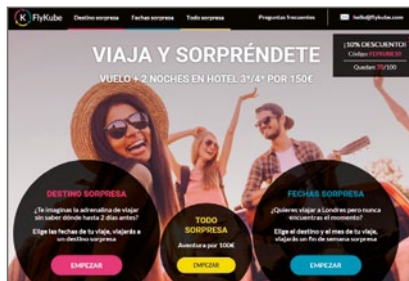 FlyKube Destino sorpresa Fechas sorpresa Todo sorpresa Preguntas frecuentes hello@flykube.com
VIAJA Y SORPRÉNDETE
VUELO + 2 NOCHES EN HOTEL 3*/4* POR 150€
¡10% DESCUENTO!
Código:
Quedan: /100
DESTINO SORPRESA
¿Te imaginas la adrenalina de viajar
sin saber dónde hasta 2 días antes?
Elige las fechas de tu viaje, viajarás a
un destino sorpresa
EMPEZAR
TODO
SORPRESA
Aventura por 100€
EMPEZAR
FECHAS SORPRESA
¿Quieres viajar a Londres pero nunca
encuentras el momento?
Elige el destino y el mes de tu viaje,
viajarás un fin de semana sorpresa
EMPEZAR